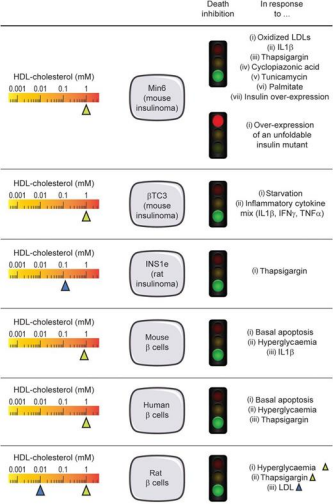 Death
inhibition
In response
to ...
HDL-cholesterol (mM)
0.001 0.01 0.1 1
Min6
(mouse
insulinoma)
(i) Oxidized LDLs
(ii) IL1β
(iii) Thapsigargin
(iv) Cyclopiazonic acid
(v) Tunicamycin
(vi) Palmitate
(vii) Insulin over-expression
(i) Over-expression
of an unfoldable
insulin mutant
HDL-cholesterol (mM)
0.001 0.01 0.1 1
βTC3
(mouse
insulinoma)
(i) Starvation
(ii) Inflammatory cytokine
mix (IL1β, IFNγ, TNFα)
HDL-cholesterol (mM)
0.001 0.01 0.1 1
INS1e
(rat
insulinoma)
(i) Thapsigargin
HDL-cholesterol (mM)
0.001 0.01 0.1 1
Mouse
β cells
(i) Basal apoptosis
(ii) Hyperglycaemia
(iii) IL1β
HDL-cholesterol (mM)
0.001 0.01 0.1 1
Human
β cells
(i) Basal apoptosis
(ii) Hyperglycaemia
(iii) Thapsigargin
HDL-cholesterol (mM)
0.001 0.01 0.1 1
Rat
β cells
(i) Hyperglycaemia
(ii) Thapsigargin
(iii) LDL